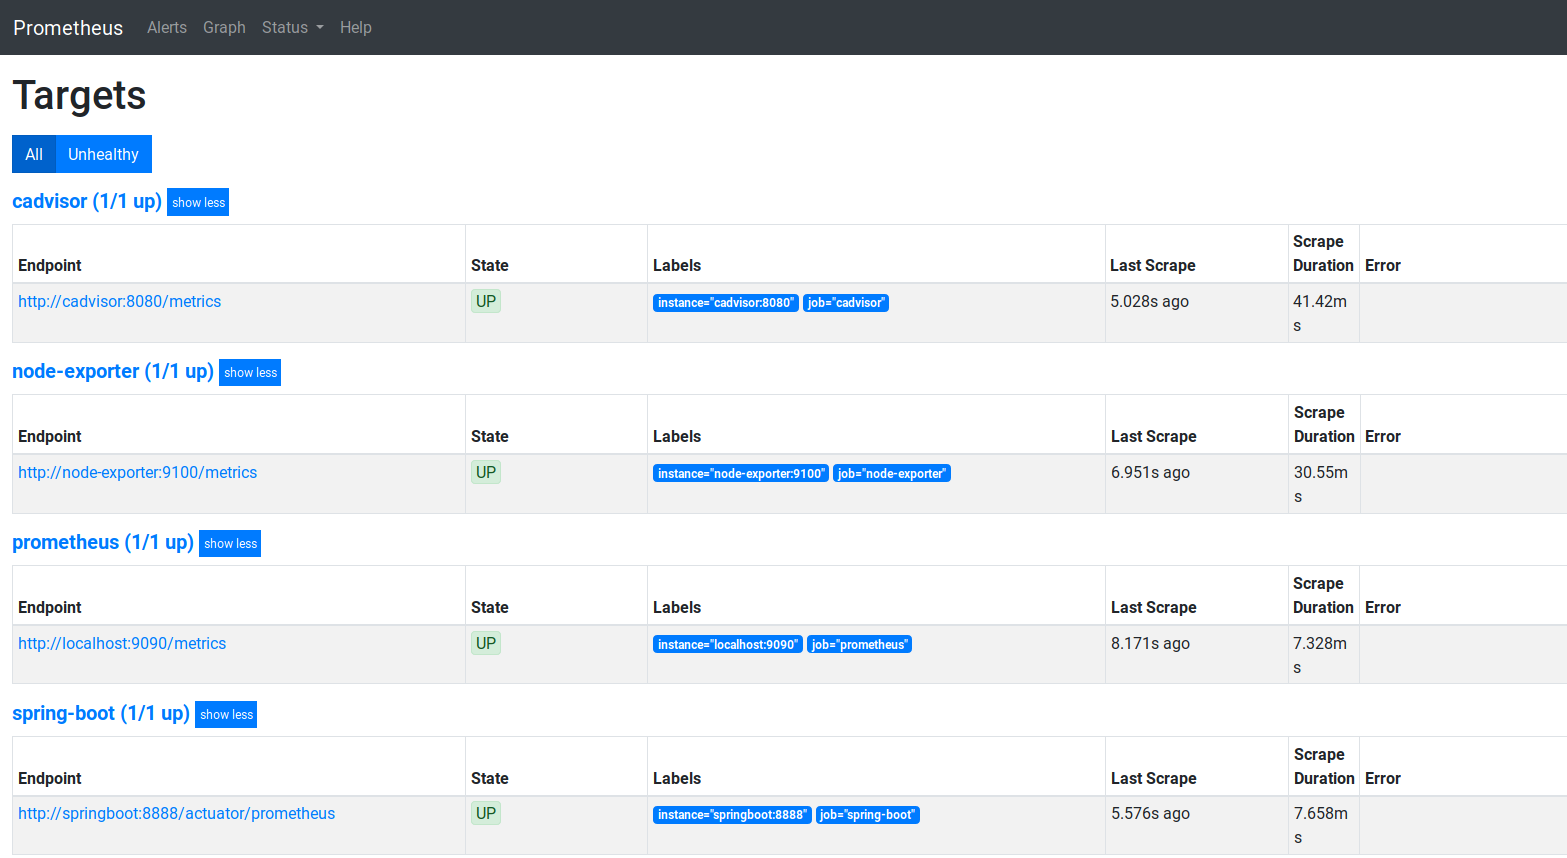 Prometheus Alerts Graph Status Help
Targets
All Unhealthy
cadvisor (1/1 up) show less
Endpoint State Labels Last Scrape Scrape Duration Error
http://cadvisor:8080/metrics UP instance="cadvisor:8080" job="cadvisor" 5.028s ago 41.42ms
node-exporter (1/1 up) show less
Endpoint State Labels Last Scrape Scrape Duration Error
http://node-exporter:9100/metrics UP instance="node-exporter:9100" job="node-exporter" 6.951s ago 30.55ms
prometheus (1/1 up) show less
Endpoint State Labels Last Scrape Scrape Duration Error
http://localhost:9090/metrics UP instance="localhost:9090" job="prometheus" 8.171s ago 7.328ms
spring-boot (1/1 up) show less
Endpoint State Labels Last Scrape Scrape Duration Error
http://springboot:8888/actuator/prometheus UP instance="springboot:8888" job="spring-boot" 5.576s ago 7.658ms